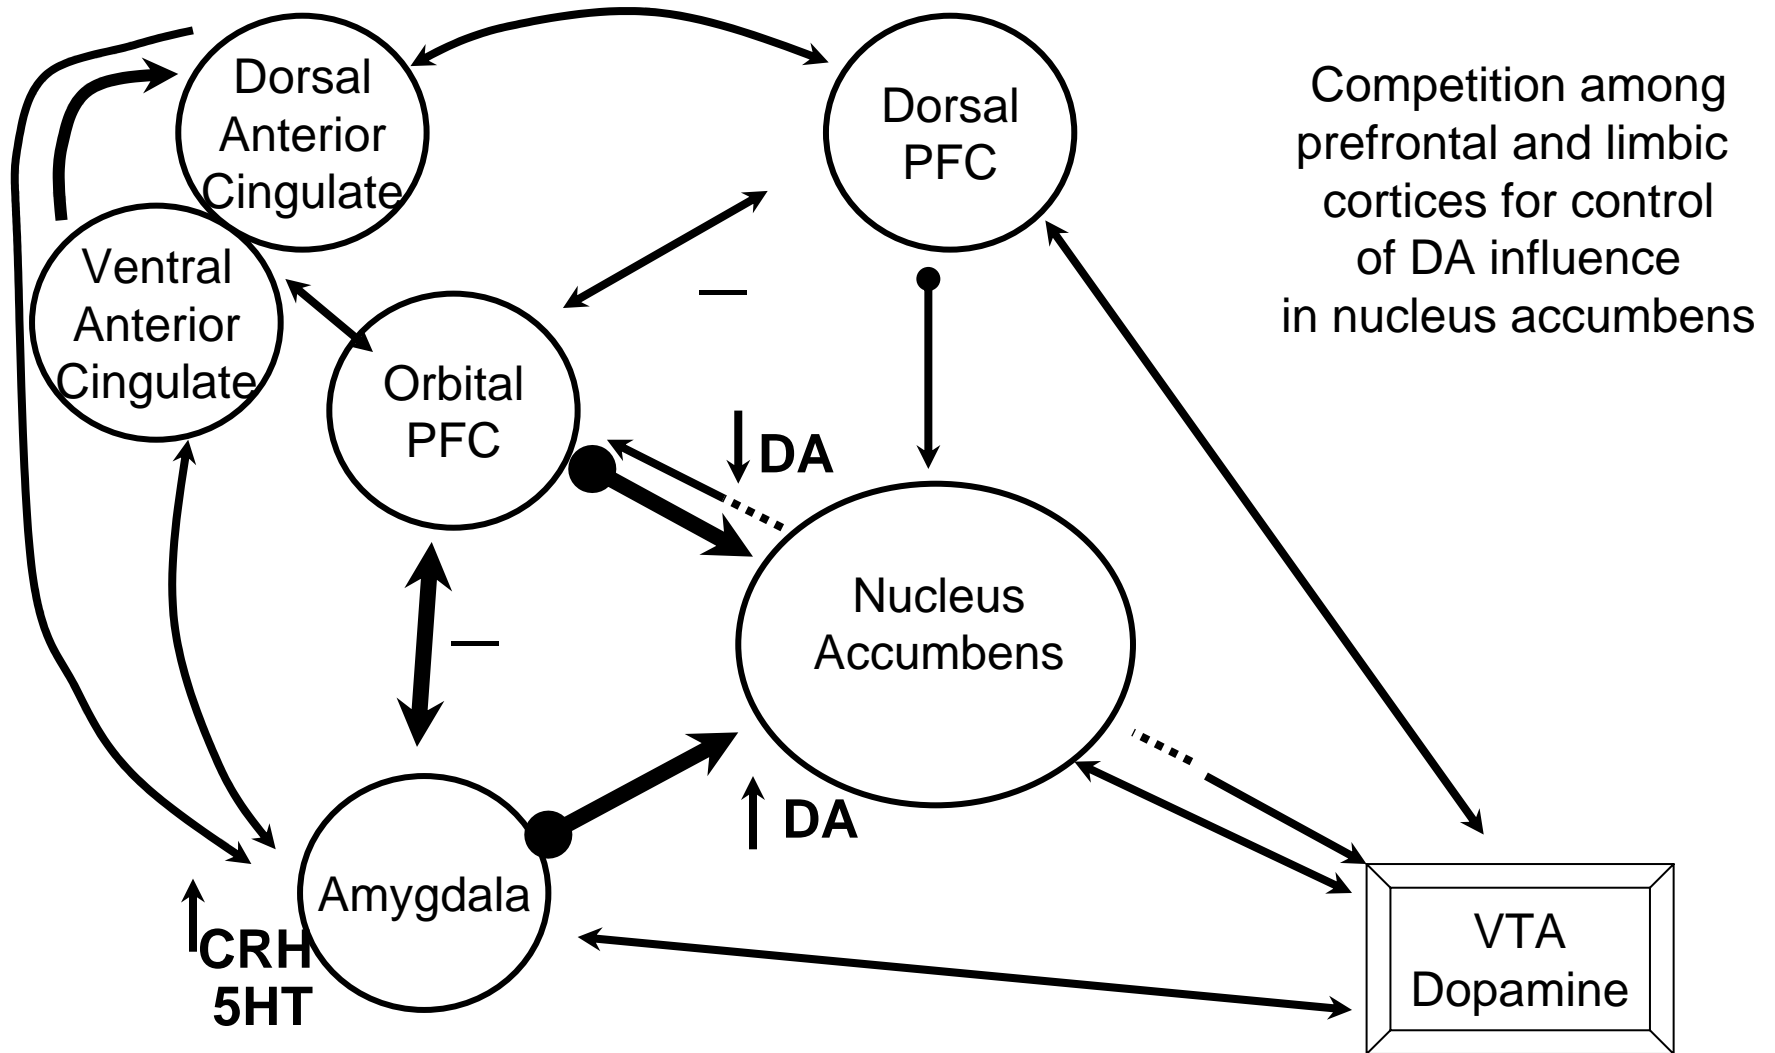 Dorsal
Anterior
Cingulate
Dorsal
PFC
Competition among
prefrontal and limbic
cortices for control
of DA influence
in nucleus accumbens
Ventral
Anterior
Cingulate
—
Orbital
PFC
DA
Nucleus
Accumbens
—
DA
Amygdala
CRH
5HT
VTA
Dopamine